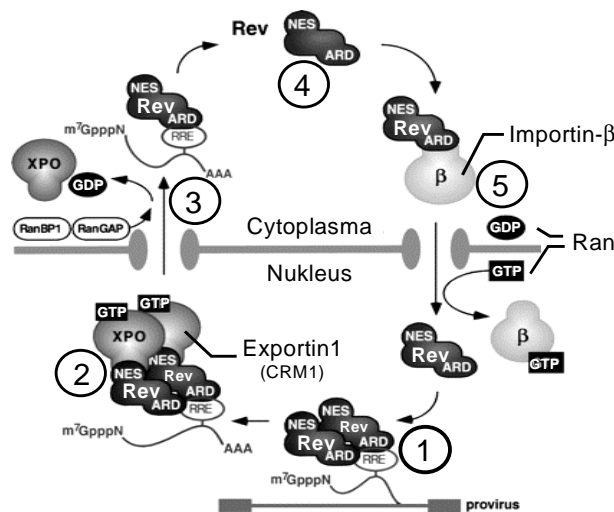 Rev
NES
ARD
4
NES
Rev
ARD
RRE
m⁷GpppN
AAA
XPO
GDP
3
RanBP1
RanGAP
NES
Rev
ARD
β
Importin-β
5
Cytoplasma
Nukleus
GDP
Ran
GTP
β
GTP
GTP
GTP
XPO
Exportin1
(CRM1)
2
NES
Rev
Rev
ARD
ARD
RRE
m⁷GpppN
AAA
NES
Rev
ARD
NES
Rev
Rev
ARD
ARD
RRE
1
m⁷GpppN
provirus